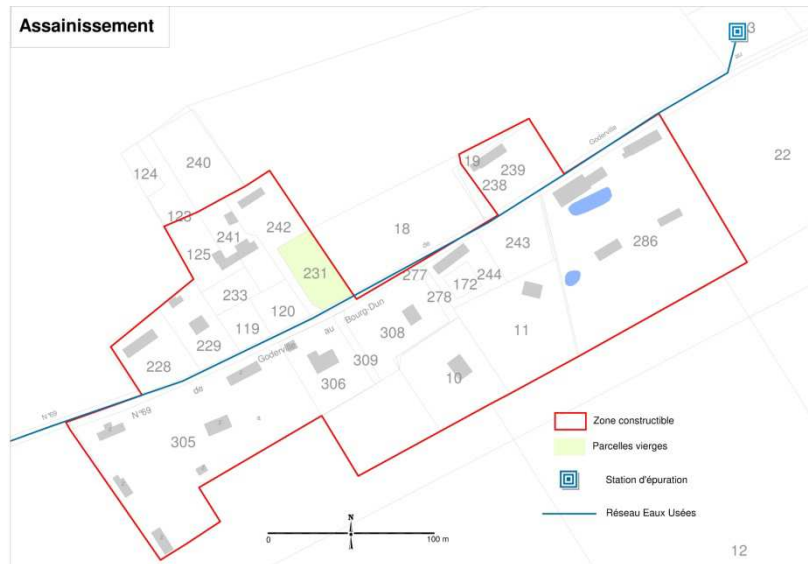 Assainissement
3
au
Goderville
22
240
124
19
239
238
123
242
241
18
125
de
243
286
231
277
244
172
233
278
120
Bourg-Dun
119
au
308
11
229
Goderville
309
228
306
10
de
N°69
N°69
305
Zone constructible
Parcelles vierges
Station d'épuration
N
0
100 m
Réseau Eaux Usées
12